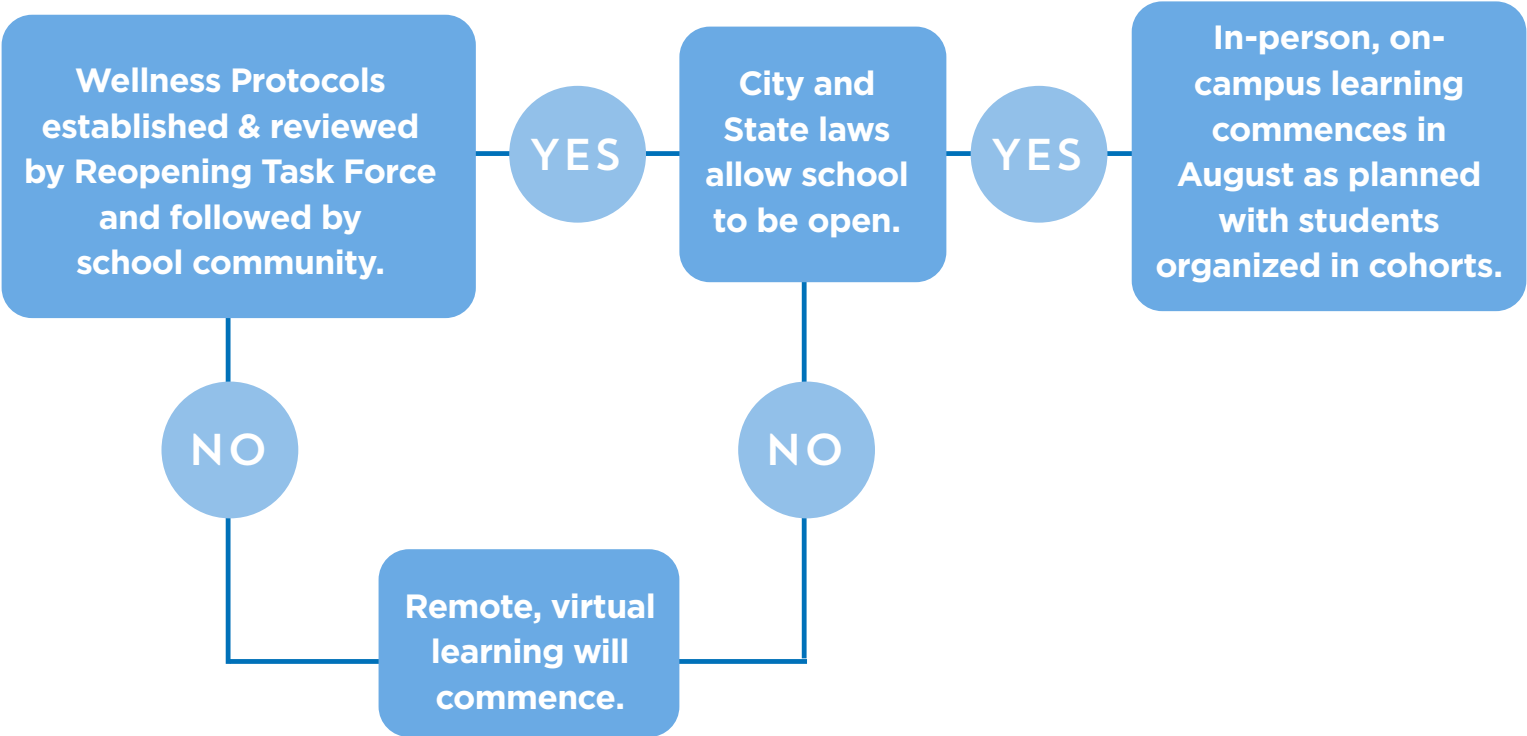 Wellness Protocols
established & reviewed
by Reopening Task Force
and followed by
school community.
YES
City and
State laws
allow school
to be open.
YES
In-person, on-
campus learning
commences in
August as planned
with students
organized in cohorts.
NO
NO
Remote, virtual
learning will
commence.